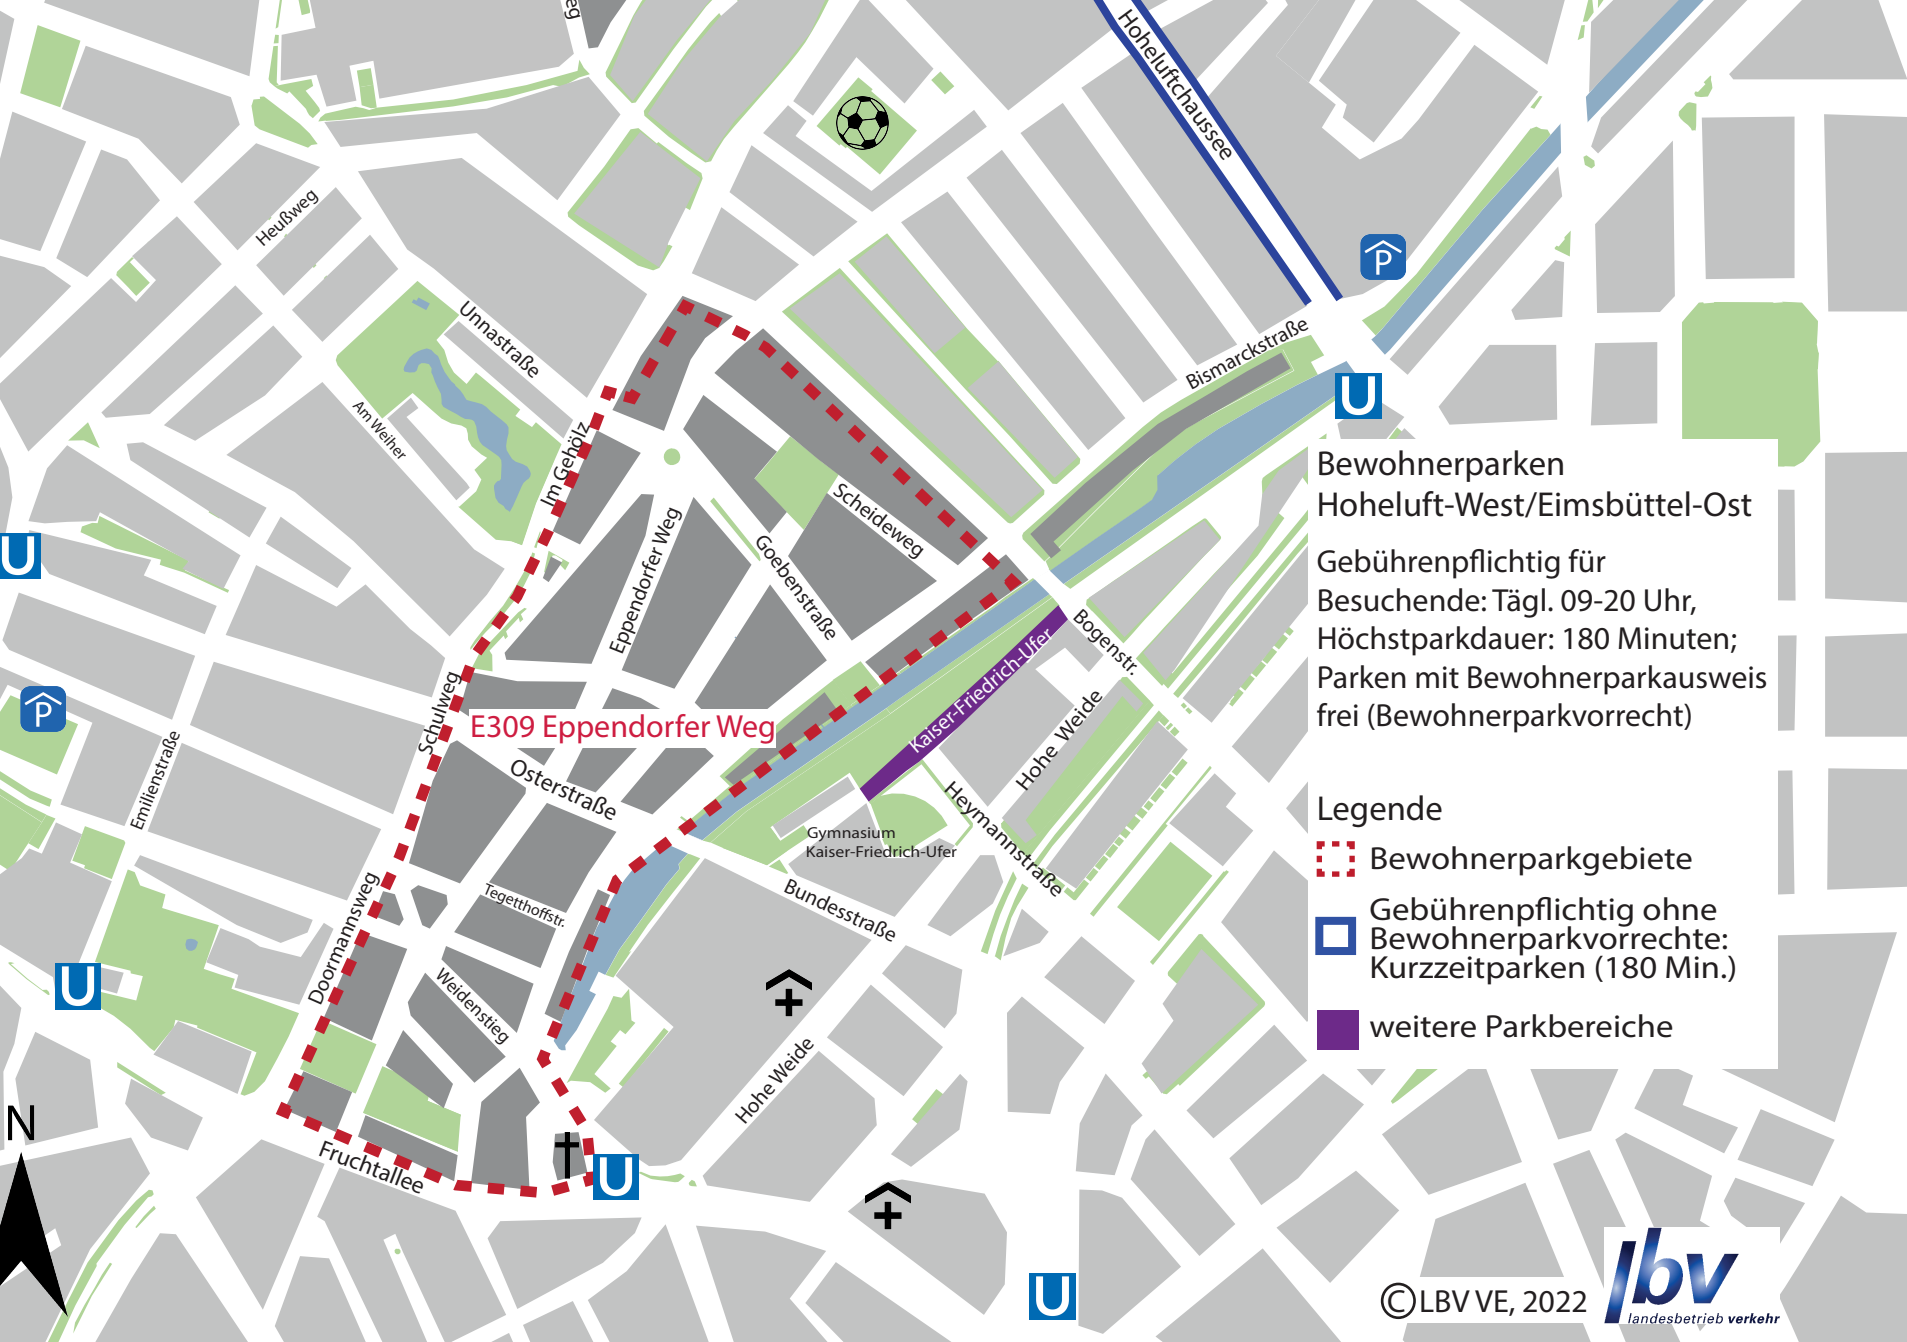 eg
Hoheluftchaussee
Heußweg
Unnastraße
Am Weiher
Im Gehölz
Bismarckstraße
P
U
Scheideweg
Eppendorfer Weg
Goebenstraße
U
Bogenstr.
Kaiser-Friedrich-Ufer
Hohe Weide
Schulweg
P
Emilienstraße
E309 Eppendorfer Weg
Osterstraße
Heymannstraße
Gymnasium
Kaiser-Friedrich-Ufer
Bundesstraße
Tegetthoffstr.
Doormannsweg
Weidenstieg
U
Hohe Weide
Fruchtallee
U
U
N
Bewohnerparken
Hoheluft-West/Eimsbüttel-Ost
Gebührenpflichtig für
Besuchende: Tägl. 09-20 Uhr,
Höchstparkdauer: 180 Minuten;
Parken mit Bewohnerparkausweis
frei (Bewohnerparkvorrecht)
Legende
Bewohnerparkgebiete
Gebührenpflichtig ohne
Bewohnerparkvorrechte:
Kurzzeitparken (180 Min.)
weitere Parkbereiche
©LBV VE, 2022
lbv
landesbetrieb verkehr